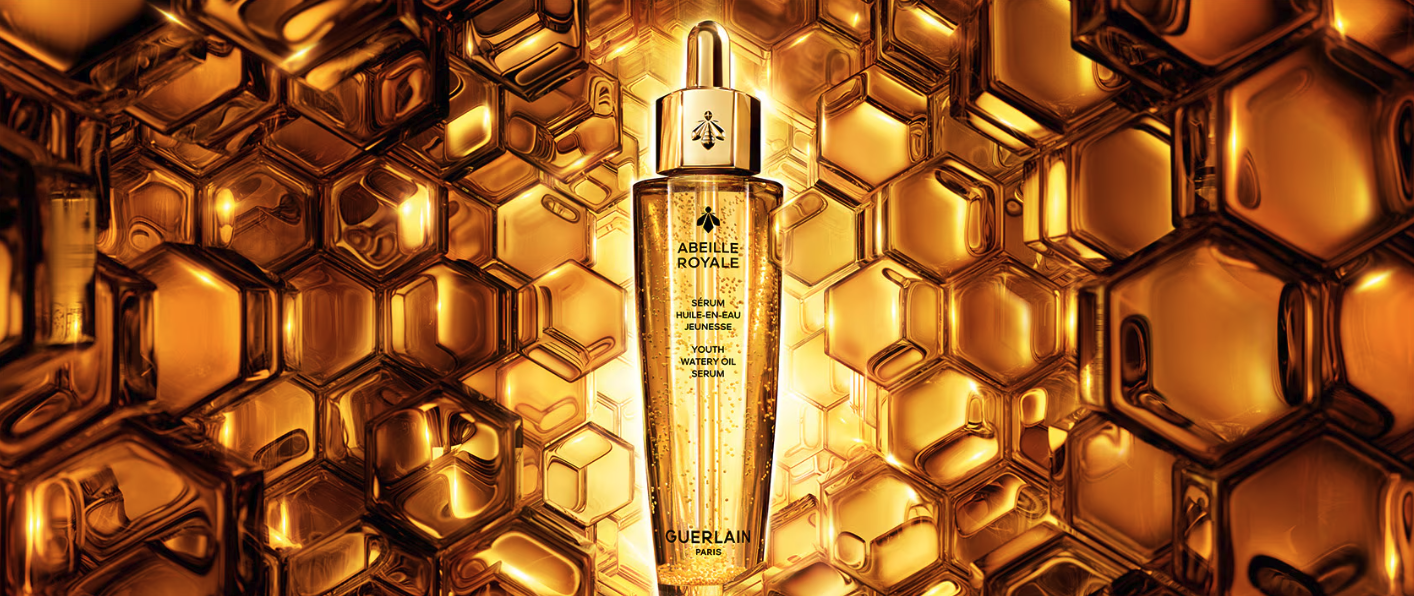 ABEILLE
ROYALE
SÉRUM
HUILE-EN-EAU
JEUNESSE
YOUTH
WATERY OIL
SERUM
GUERLAIN
PARIS